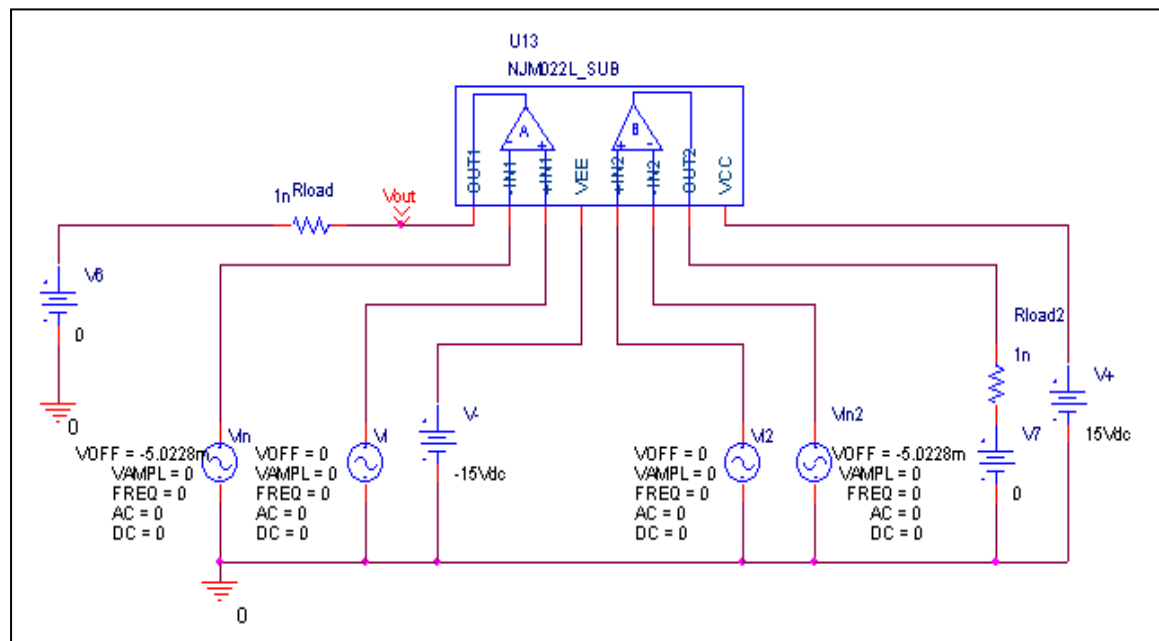 U13
NJM022L_SUB
A
B
-
+
+
-
OUT1
-IN1
+IN1
VEE
+IN2
-IN2
OUT2
VCC
1n
Rload
Vout
V6
0
0
Vin
VOFF = -5.0228m
VAMPL = 0
FREQ = 0
AC = 0
DC = 0
Vi
VOFF = 0
VAMPL = 0
FREQ = 0
AC = 0
DC = 0
V-
-15Vdc
Vi2
VOFF = 0
VAMPL = 0
FREQ = 0
AC = 0
DC = 0
Vin2
VOFF = -5.0228m
VAMPL = 0
FREQ = 0
AC = 0
DC = 0
Rload2
1n
V7
0
V+
15Vdc
0